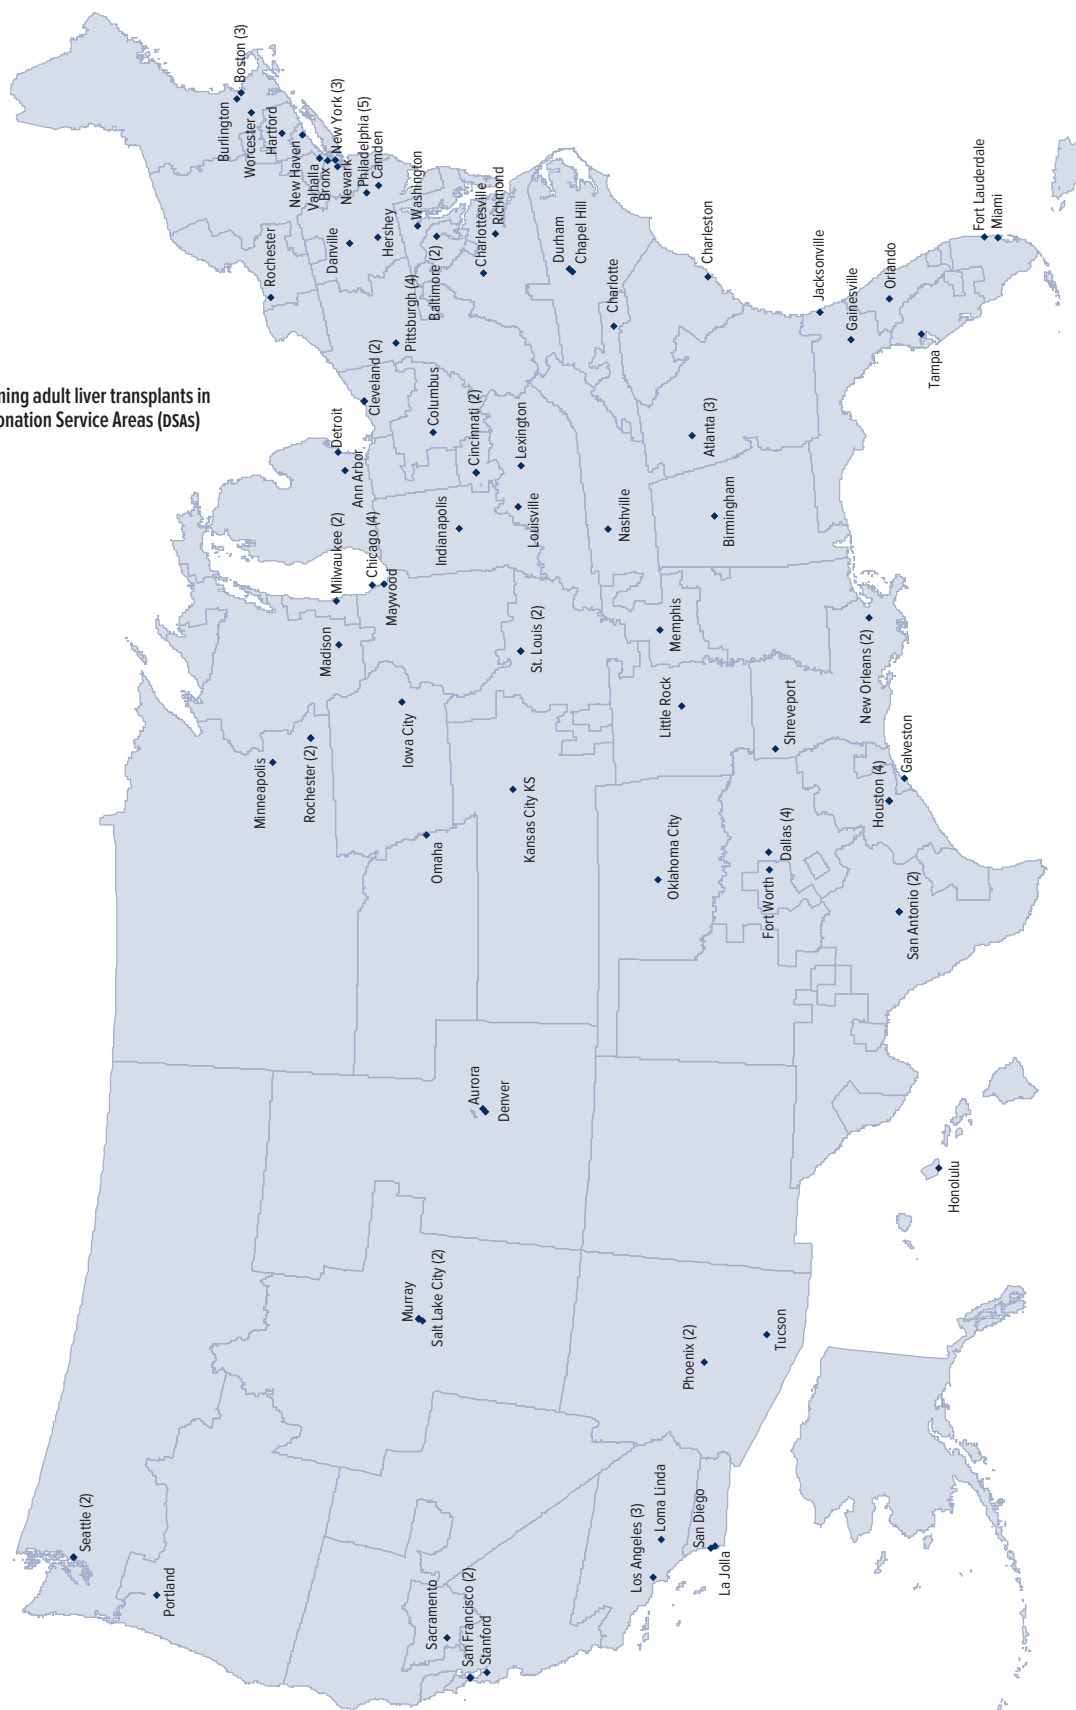 ning adult liver transplants in
onation Service Areas (DSAs)
Seattle (2)
Portland
Sacramento
San Francisco (2)
Stanford
Los Angeles (3)
Loma Linda
San Diego
La Jolla
Murray
Salt Lake City (2)
Phoenix (2)
Tucson
Aurora
Denver
Honolulu
Minneapolis
Rochester (2)
Omaha
Iowa City
Kansas City KS
Oklahoma City
Fort Worth
Dallas (4)
San Antonio (2)
Houston (4)
Galveston
Shreveport
Little Rock
New Orleans (2)
Memphis
St. Louis (2)
Madison
Milwaukee (2)
Chicago (4)
Maywood
Indianapolis
Louisville
Lexington
Nashville
Birmingham
Atlanta (3)
Ann Arbor
Detroit
Cleveland (2)
Columbus
Cincinnati (2)
Pittsburgh (4)
Rochester
Danville
Hershey
Baltimore (2)
Washington
Charlottesville
Richmond
Durham
Chapel Hill
Charlotte
Charleston
Jacksonville
Gainesville
Orlando
Tampa
Fort Lauderdale
Miami
Burlington
Boston (3)
Worcester
Hartford
New Haven
Valhalla
Bronx
New York (3)
Newark
Philadelphia (5)
Camden